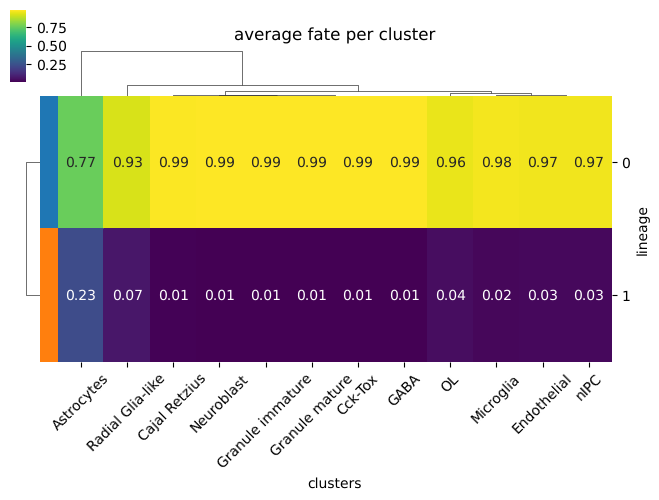 average fate per cluster
0.75
0.50
0.25
0.77 0.93 0.99 0.99 0.99 0.99 0.99 0.99 0.96 0.98 0.97 0.97 0
0.23 0.07 0.01 0.01 0.01 0.01 0.01 0.01 0.04 0.02 0.03 0.03 1
lineage
Astrocytes
Radial Glia-like
Cajal Retzius
Neuroblast
Granule immature
Granule mature
Cck-Tox
GABA
OL
Microglia
Endothelial
nIPC
clusters